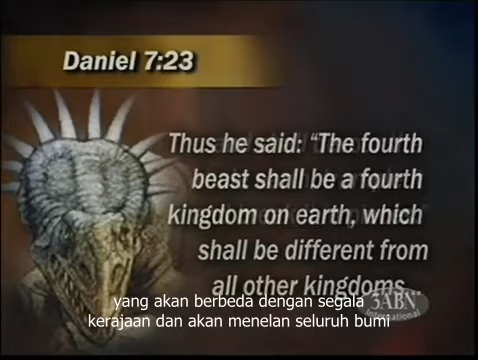 Daniel 7:23
Thus he said: "The fourth
beast shall be a fourth
kingdom on earth, which
shall be different from
all other kingdoms...
yang akan berbeda dengan segala
kerajaan dan akan menelan seluruh bumi
3ABN
International